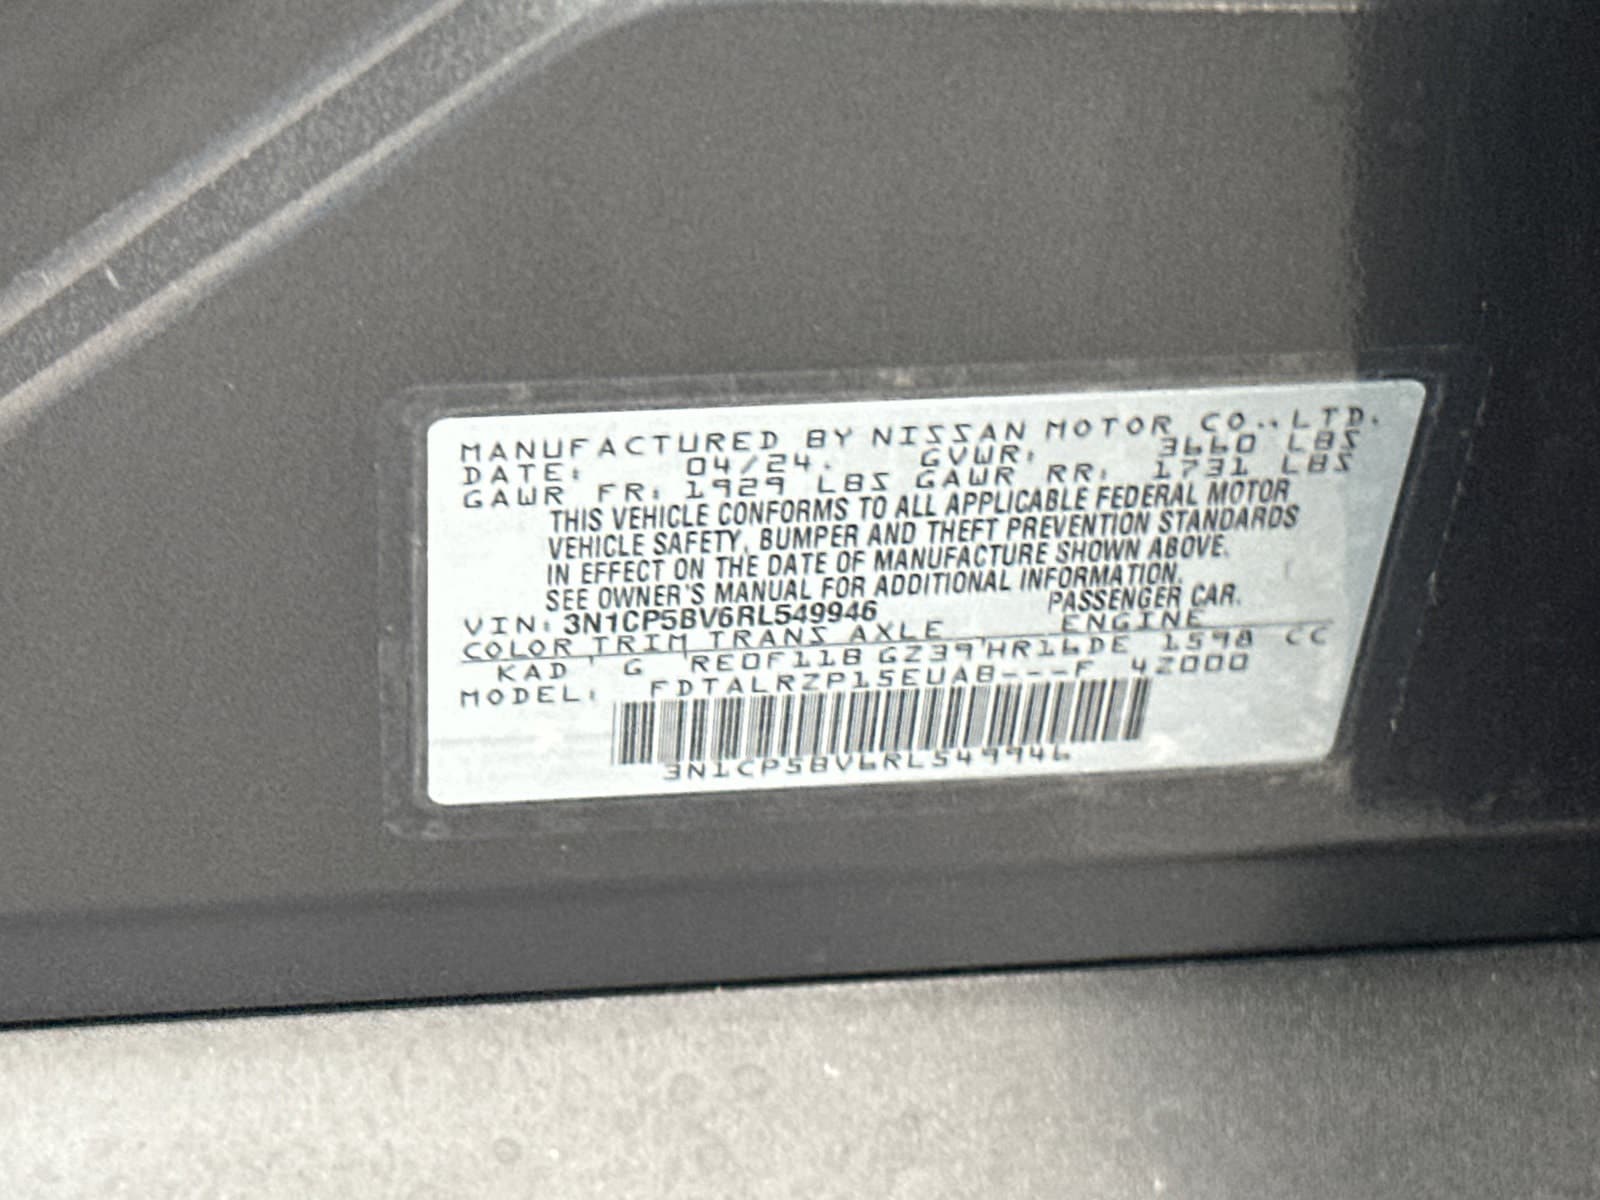 MANUFACTURED BY NISSAN MOTOR CO., LTD.
DATE: 04/24. GVWR: 3660 LBS
GAWR FR: 1929 LBS GAWR RR: 1731 LBS
THIS VEHICLE CONFORMS TO ALL APPLICABLE FEDERAL MOTOR
VEHICLE SAFETY, BUMPER AND THEFT PREVENTION STANDARDS
IN EFFECT ON THE DATE OF MANUFACTURE SHOWN ABOVE.
SEE OWNER'S MANUAL FOR ADDITIONAL INFORMATION.
VIN: 3N1CP5BV6RL549946 PASSENGER CAR.
COLOR TRIM TRANS AXLE ENGINE
KAD G RE0F11B GZ39 HR16DE 1598 CC
MODEL: FDTALRZP15EUAB---F 4Z000
3N1CP5BV6RL549946